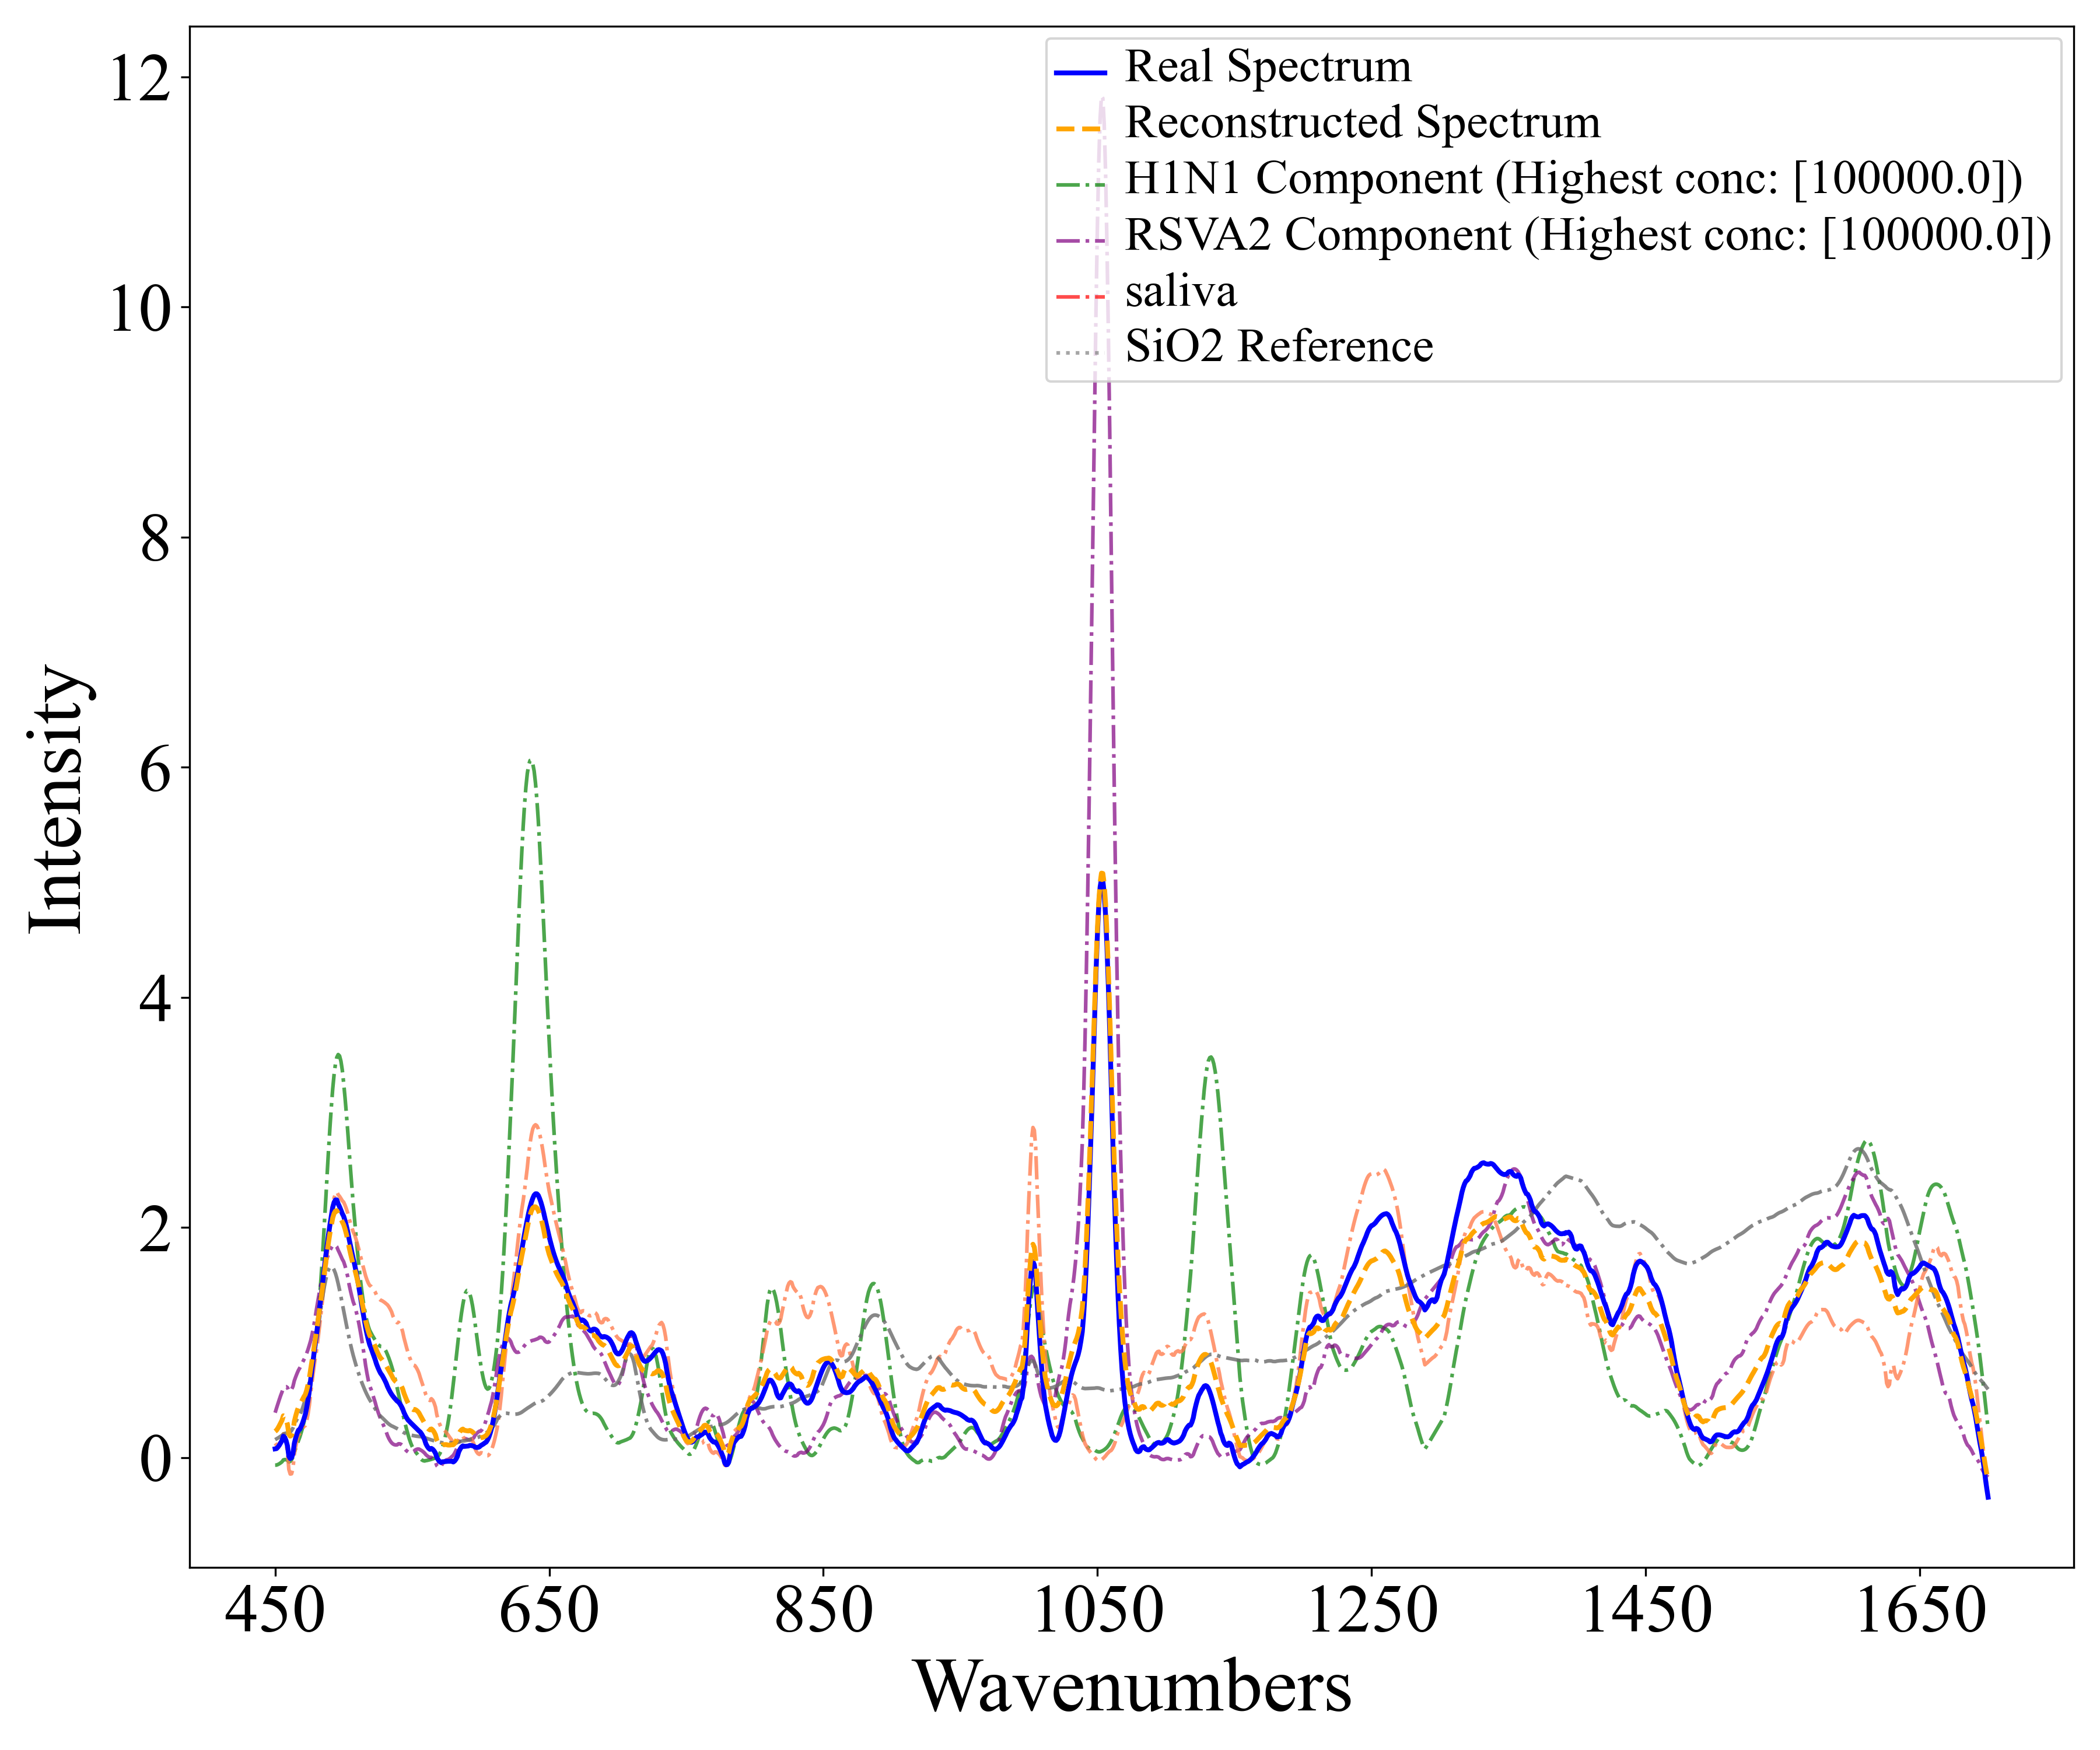 Real Spectrum
Reconstructed Spectrum
H1N1 Component (Highest conc: [100000.0])
RSVA2 Component (Highest conc: [100000.0])
saliva
SiO2 Reference
12
10
8
6
4
2
0
Intensity
450 650 850 1050 1250 1450 1650
Wavenumbers